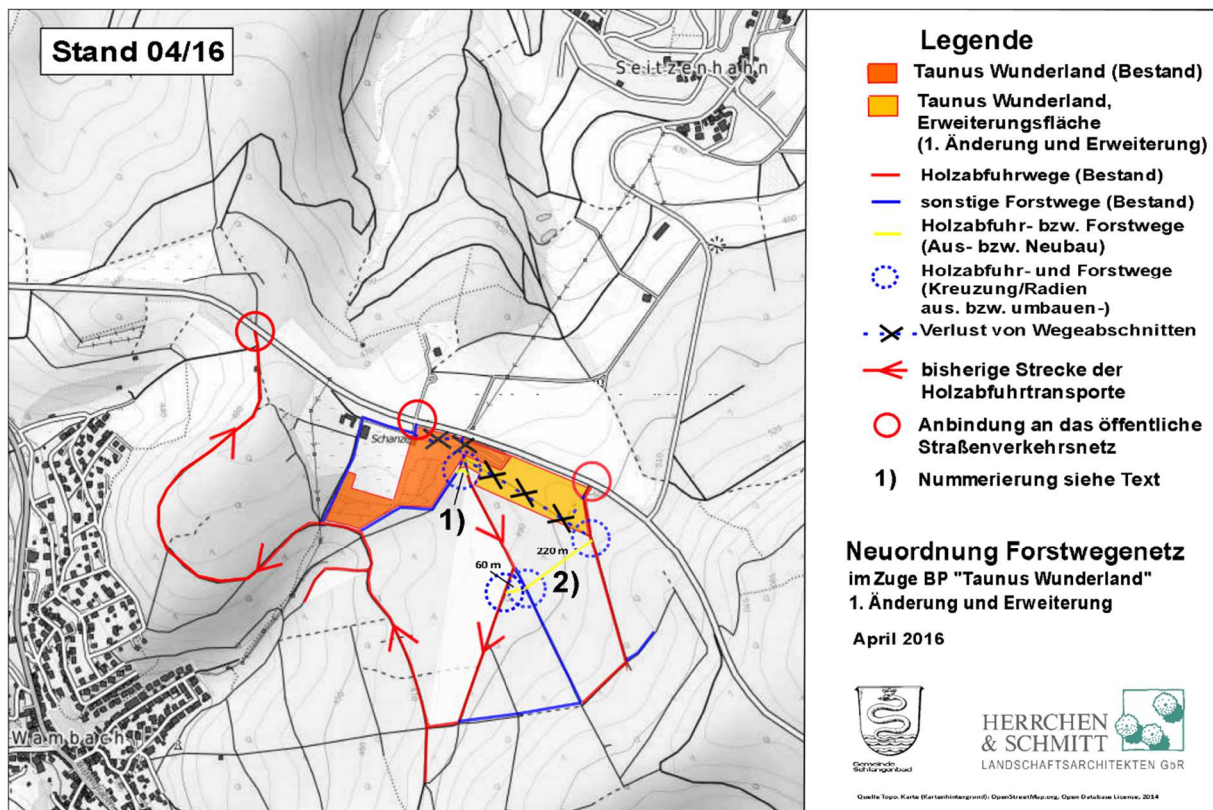 Stand 04/16
Seitzenhahn
Schanze
1)
220 m
60 m
2)
Wambach
Legende
Taunus Wunderland (Bestand)
Taunus Wunderland,
Erweiterungsfläche
(1. Änderung und Erweiterung)
Holzabfuhrwege (Bestand)
sonstige Forstwege (Bestand)
Holzabfuhr- bzw. Forstwege
(Aus- bzw. Neubau)
Holzabfuhr- und Forstwege
(Kreuzung/Radien
aus. bzw. umbauen-)
Verlust von Wegeabschnitten
bisherige Strecke der
Holzabfuhrtransporte
Anbindung an das öffentliche
Straßenverkehrsnetz
1) Nummerierung siehe Text
Neuordnung Forstwegenetz
im Zuge BP "Taunus Wunderland"
1. Änderung und Erweiterung
April 2016
Gemeinde
Schlangenbad
HERRCHEN
& SCHMITT
LANDSCHAFTSARCHITEKTEN GbR
Quelle Topp. Karte (Kartenhintergrund): OpenStreetMap.org, Open Database License, 2014